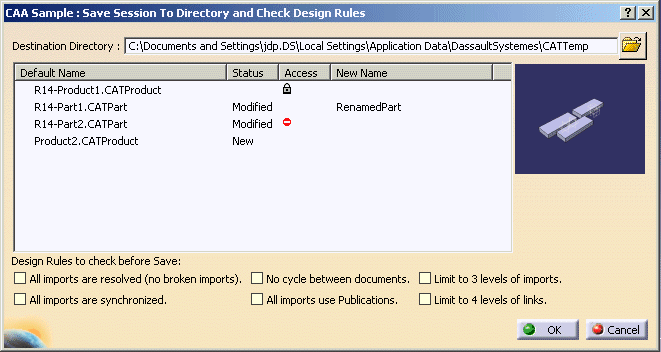 CAA Sample : Save Session To Directory and Check Design Rules
Destination Directory : C:\Documents and Settings\jdp.DS\Local Settings\Application Data\DassaultSystemes\CATTemp
Default Name Status Access New Name
R14-Product1.CATProduct
R14-Part1.CATPart Modified RenamedPart
R14-Part2.CATPart Modified
Product2.CATProduct New
Design Rules to check before Save:
All imports are resolved (no broken imports). No cycle between documents. Limit to 3 levels of imports.
All imports are synchronized. All imports use Publications. Limit to 4 levels of links.
OK Cancel